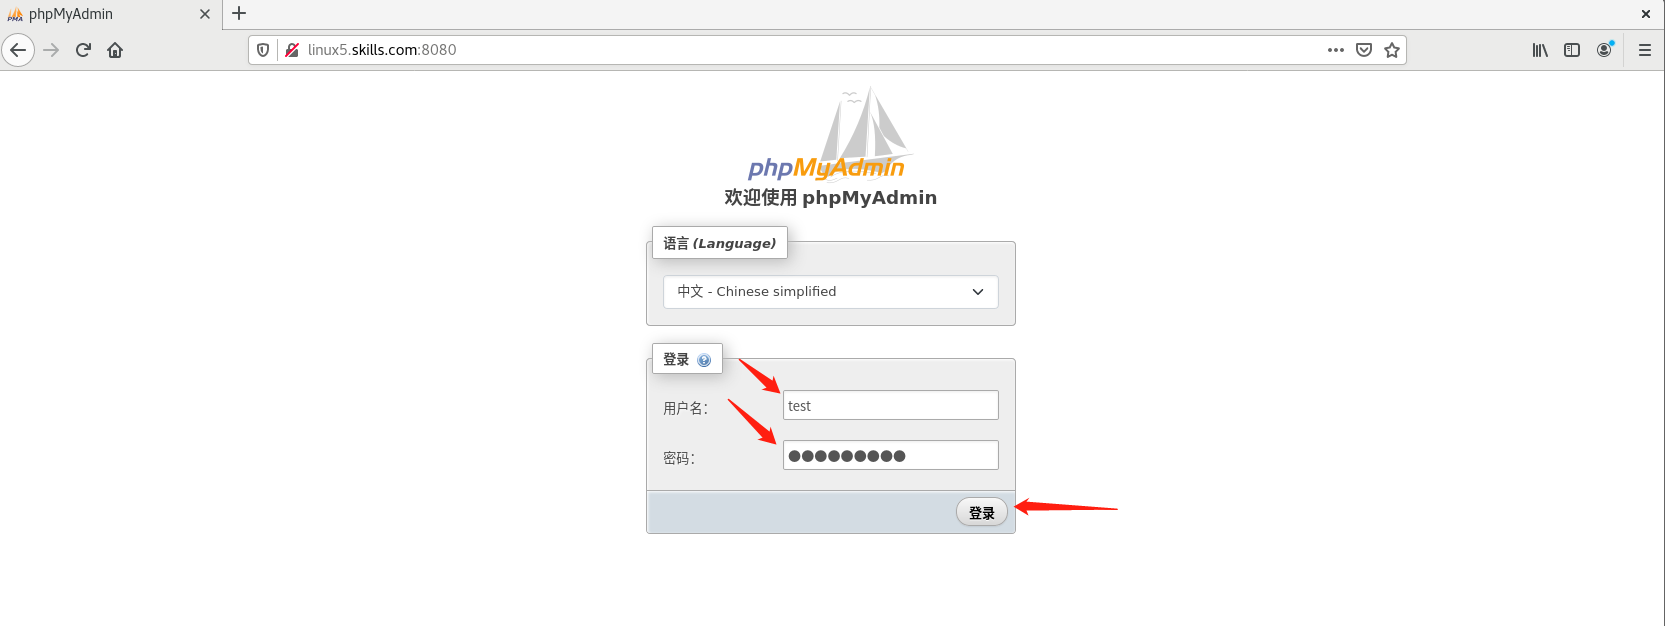 phpMyAdmin
linux5.skills.com:8080
phpMyAdmin
欢迎使用 phpMyAdmin
语言 (Language)
中文 - Chinese simplified
登录
用户名：
test
密码：
●●●●●●●●●
登录